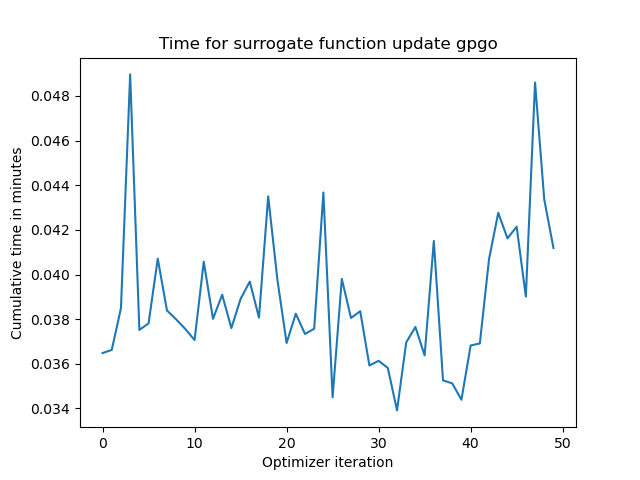 Time for surrogate function update gpgo
0.048
0.046
0.044
0.042
0.040
0.038
0.036
0.034
Cumulative time in minutes
0 10 20 30 40 50
Optimizer iteration